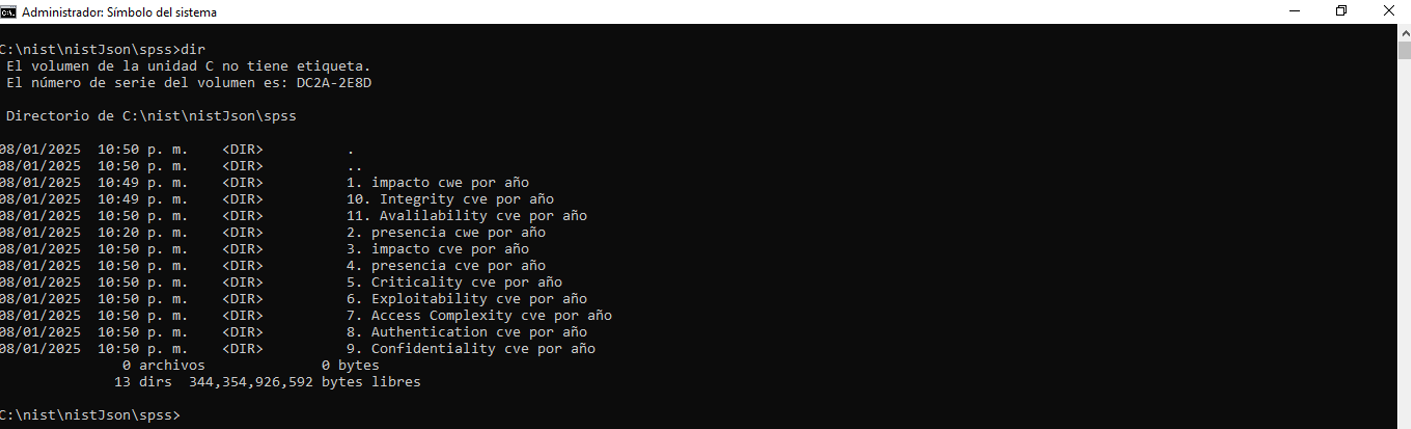 Administrador: Símbolo del sistema
C:\nist\nistJson\spss>dir
El volumen de la unidad C no tiene etiqueta.
El número de serie del volumen es: DC2A-2E8D
Directorio de C:\nist\nistJson\spss
08/01/2025  10:50 p. m.    <DIR>          .
08/01/2025  10:50 p. m.    <DIR>          ..
08/01/2025  10:49 p. m.    <DIR>          1. impacto cwe por año
08/01/2025  10:49 p. m.    <DIR>          10. Integrity cve por año
08/01/2025  10:50 p. m.    <DIR>          11. Avalilability cve por año
08/01/2025  10:20 p. m.    <DIR>          2. presencia cwe por año
08/01/2025  10:50 p. m.    <DIR>          3. impacto cve por año
08/01/2025  10:50 p. m.    <DIR>          4. presencia cve por año
08/01/2025  10:50 p. m.    <DIR>          5. Criticality cve por año
08/01/2025  10:50 p. m.    <DIR>          6. Exploitability cve por año
08/01/2025  10:50 p. m.    <DIR>          7. Access Complexity cve por año
08/01/2025  10:50 p. m.    <DIR>          8. Authentication cve por año
08/01/2025  10:50 p. m.    <DIR>          9. Confidentiality cve por año
0 archivos              0 bytes
13 dirs  344,354,926,592 bytes libres
C:\nist\nistJson\spss>